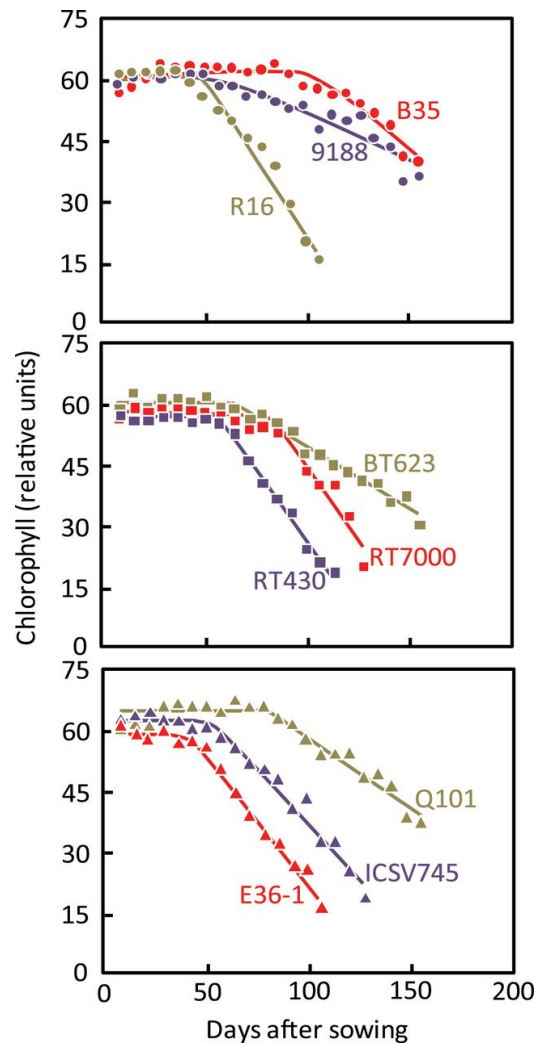 75
60
45
30
15
0
B35
9188
R16
75
60
45
30
15
0
BT623
RT7000
RT430
Chlorophyll (relative units)
75
60
45
30
15
0
Q101
ICSV745
E36-1
0 50 100 150 200
Days after sowing